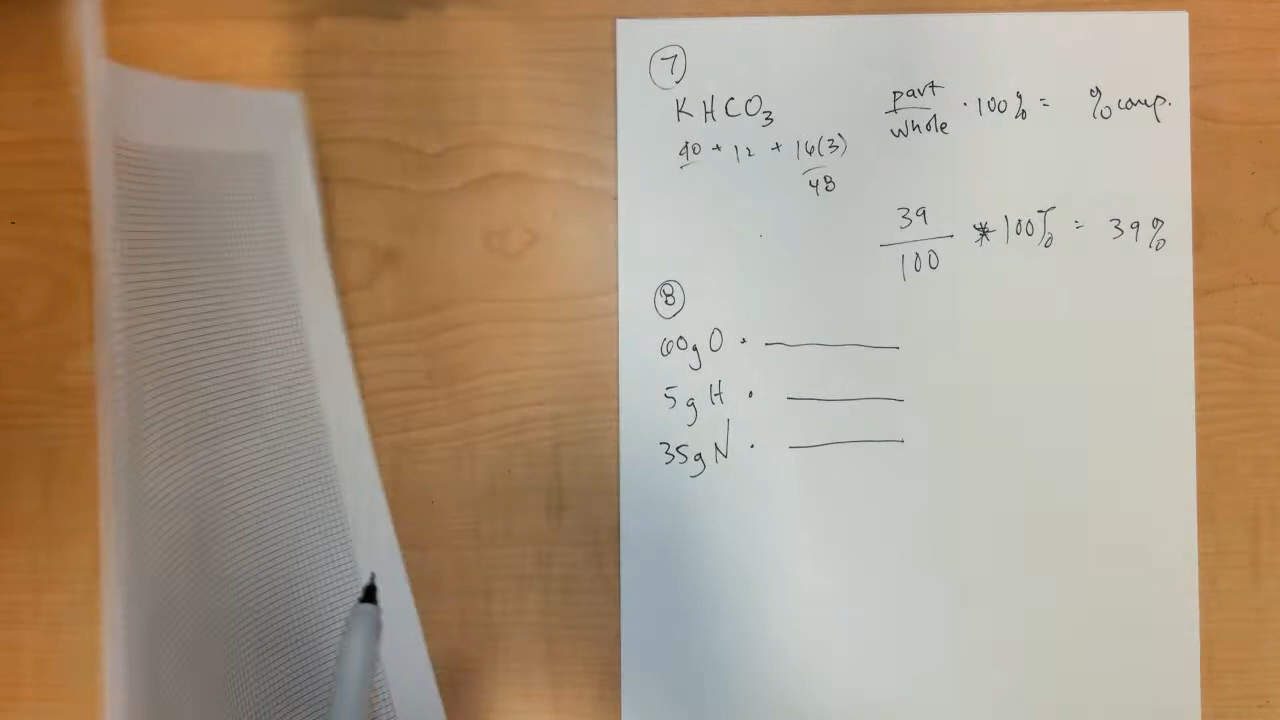 7
KHCO3
40 + 12 + 16(3)
48
part
whole
· 100% = % comp.
39
100
* 100% = 39%
8
60g O ·
5g H ·
35g N ·